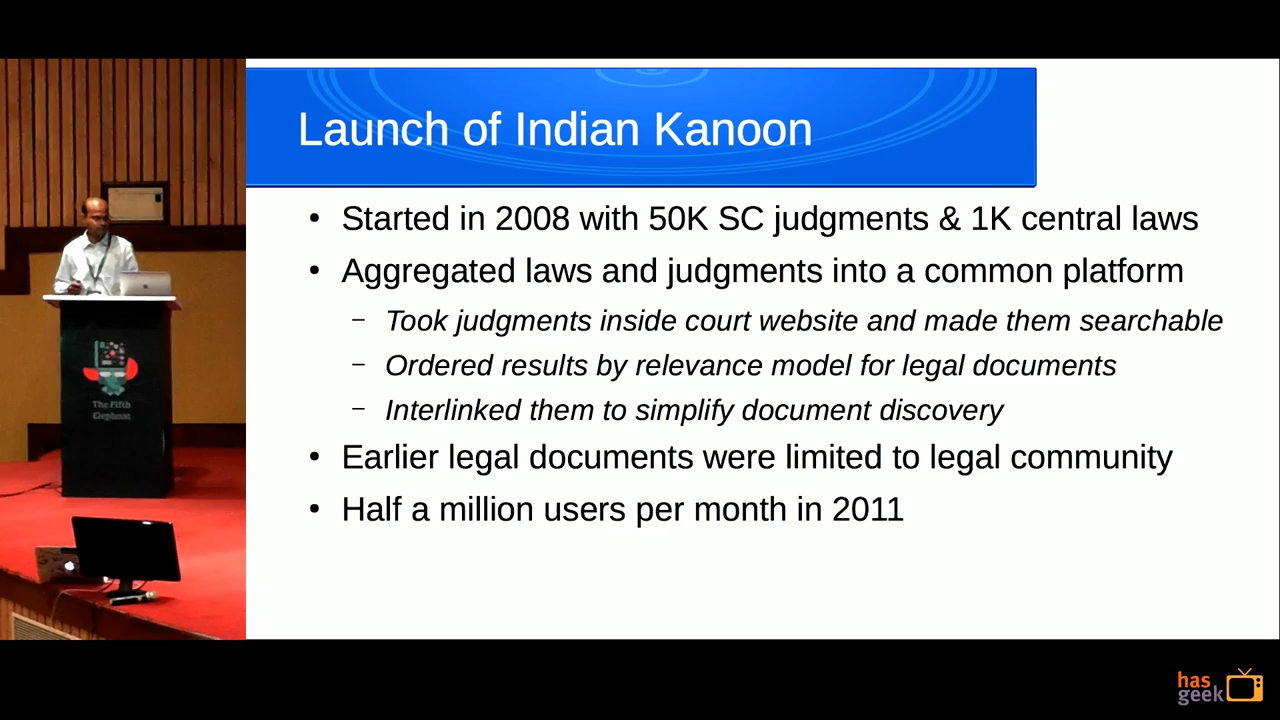 Launch of Indian Kanoon
• Started in 2008 with 50K SC judgments & 1K central laws
• Aggregated laws and judgments into a common platform
– Took judgments inside court website and made them searchable
– Ordered results by relevance model for legal documents
– Interlinked them to simplify document discovery
• Earlier legal documents were limited to legal community
• Half a million users per month in 2011
The Fifth
Elephant
has
geek